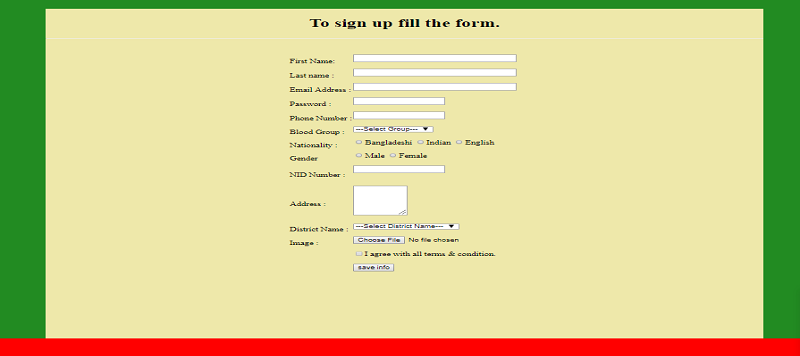 To sign up fill the form.
First Name:
Last name :
Email Address :
Password :
Phone Number :
Blood Group : ---Select Group---
Nationality : Bangladeshi Indian English
Gender Male Female
NID Number :
Address :
District Name : ---Select District Name---
Image : Choose File No file chosen
I agree with all terms & condition.
save info